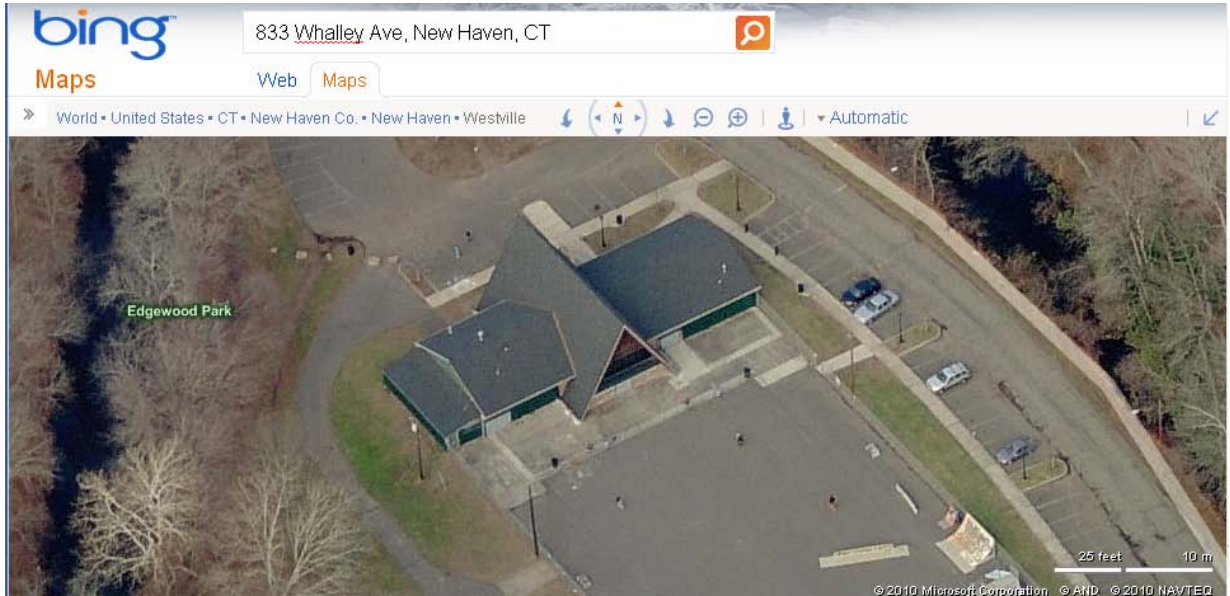 bing™
833 Whalley Ave, New Haven, CT
Maps
Web
Maps
» World • United States • CT • New Haven Co. • New Haven • Westville
N
Automatic
Edgewood Park
25 feet
10 m
© 2010 Microsoft Corporation © AND © 2010 NAVTEQ